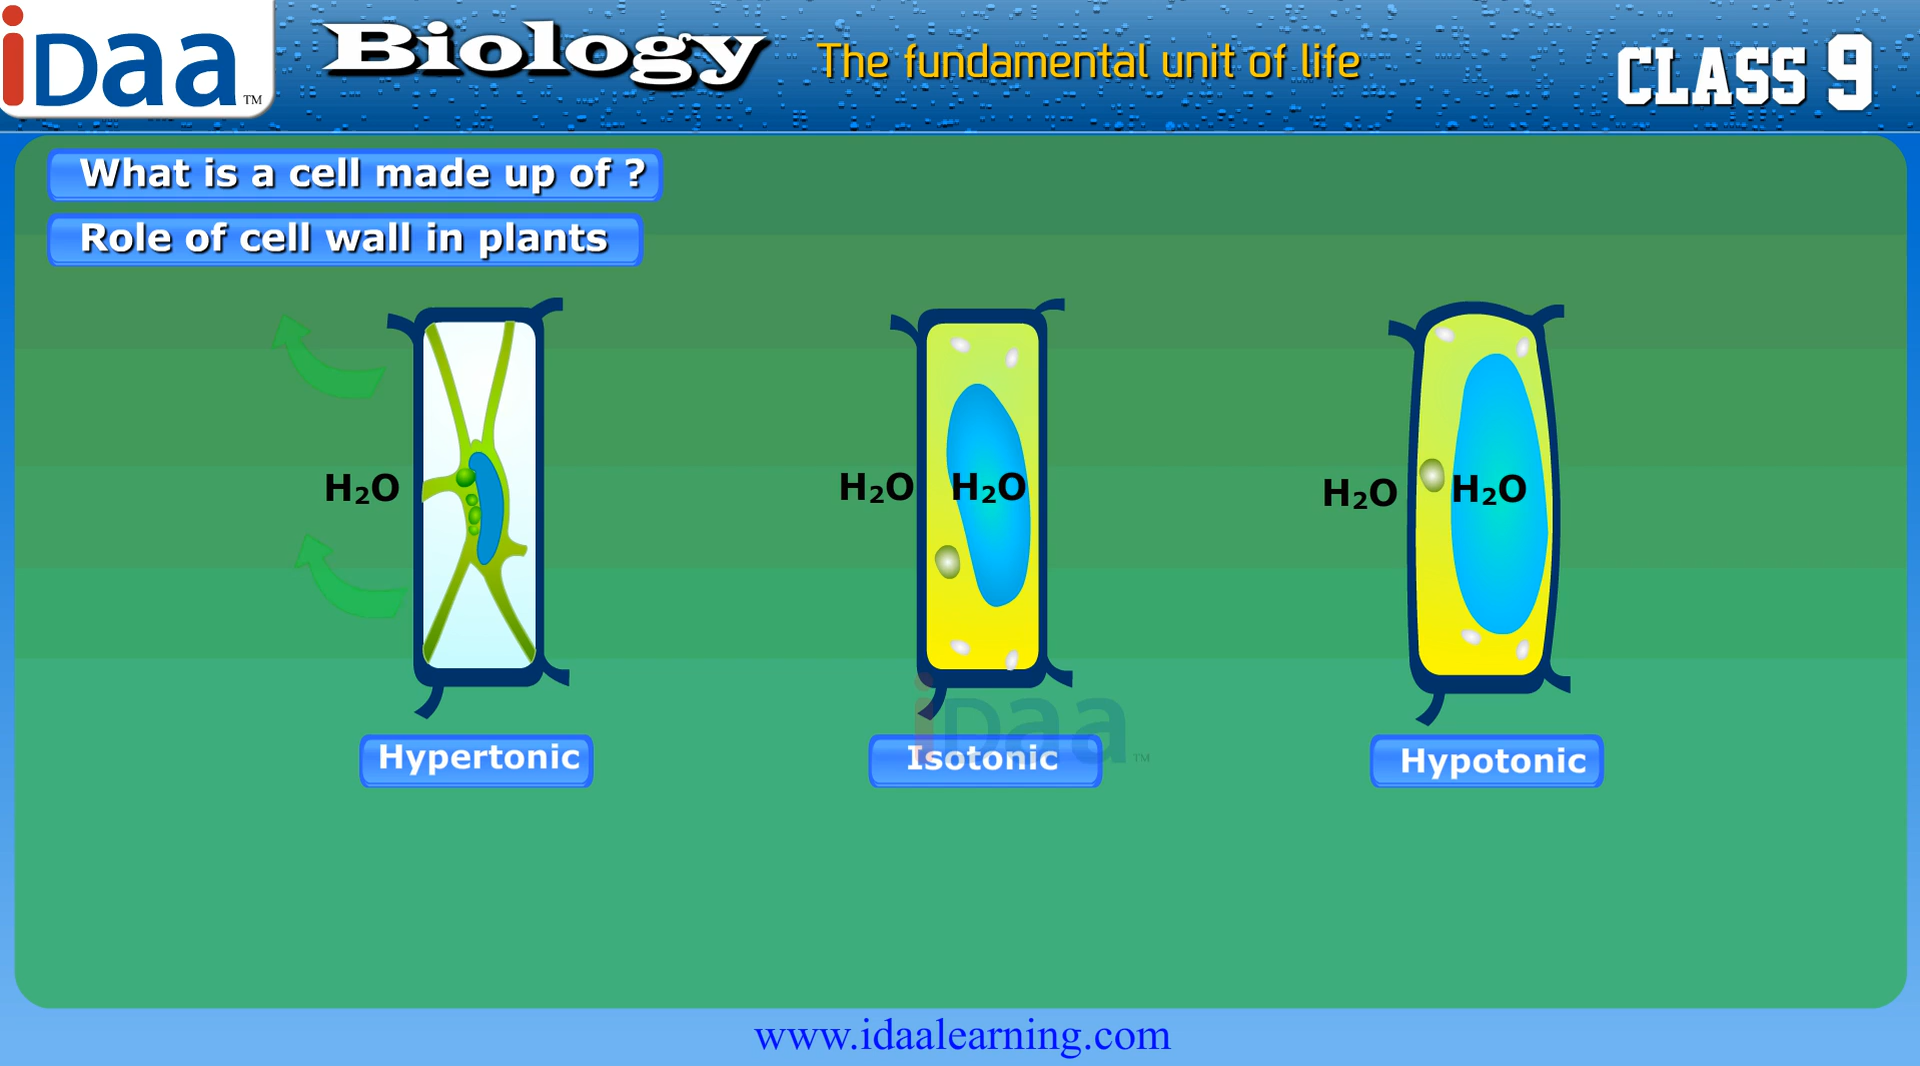 iDaa™
Biology
The fundamental unit of life
CLASS 9
What is a cell made up of ?
Role of cell wall in plants
H₂O
H₂O
H₂O
H₂O
H₂O
iDaa™
Hypertonic
Isotonic
Hypotonic
www.idaalearning.com